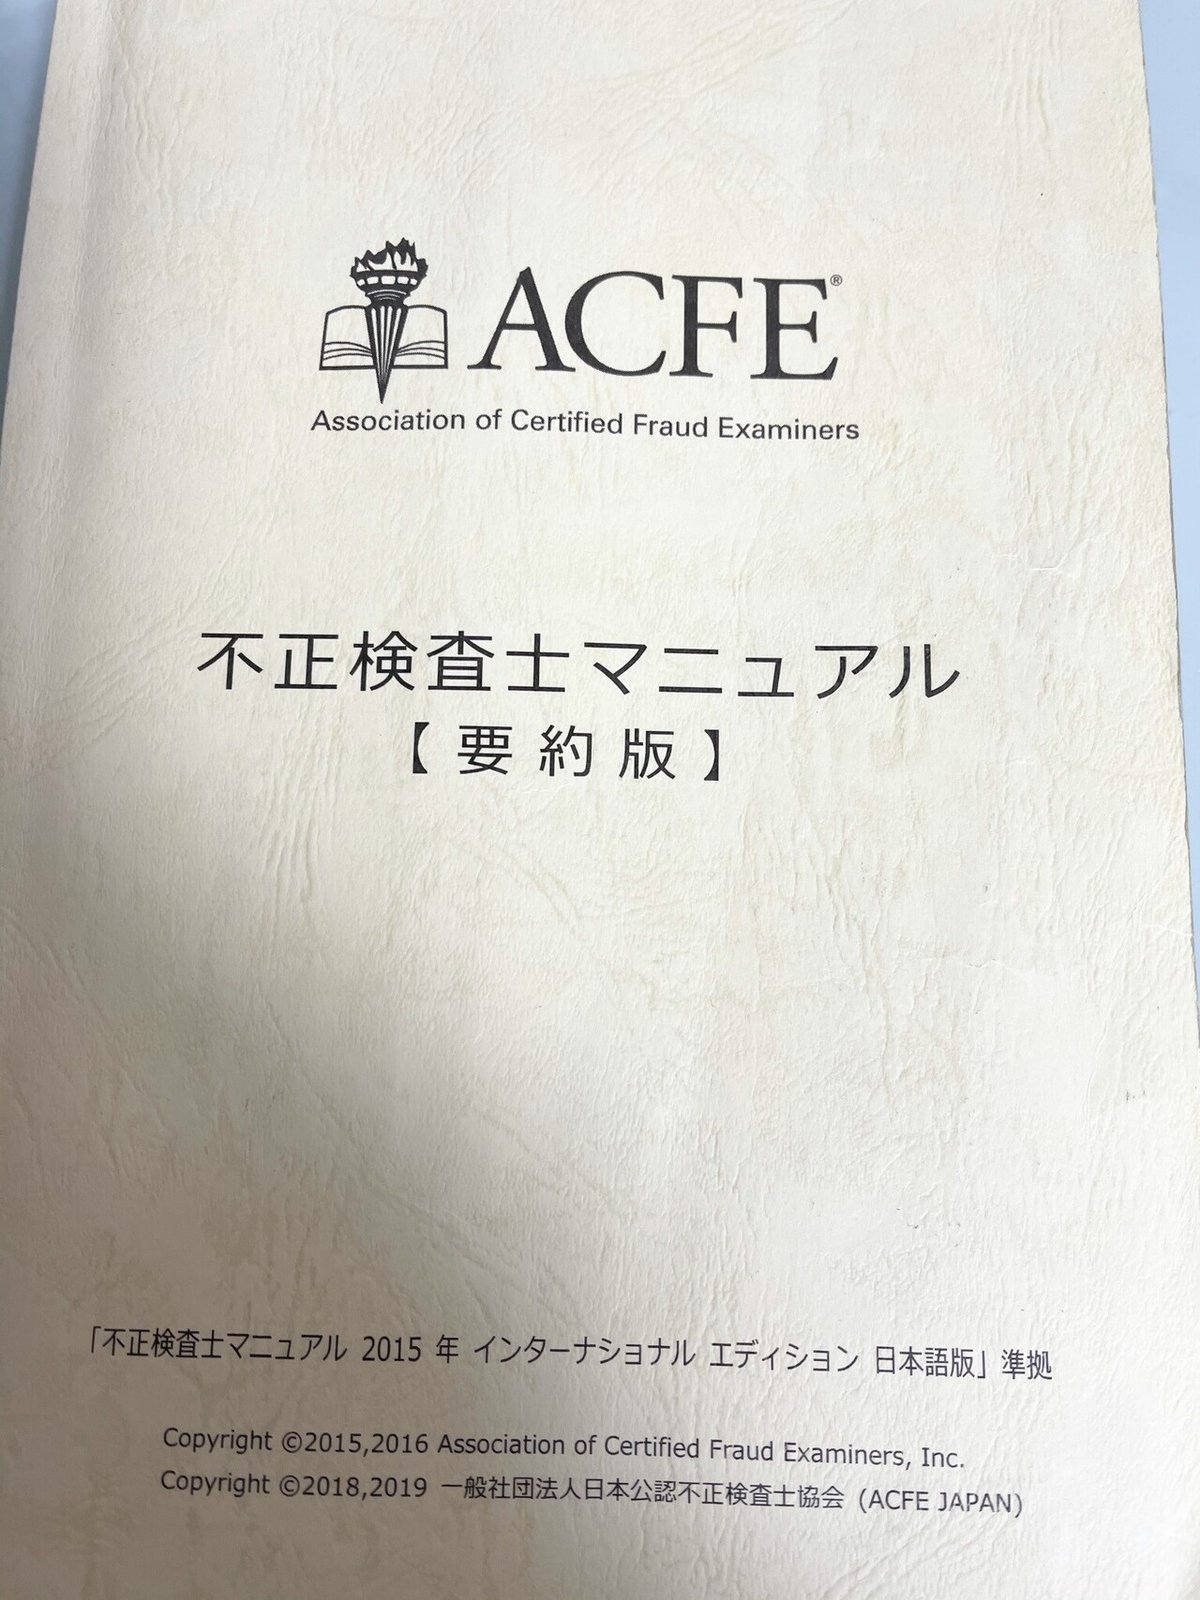 ACFE®
Association of Certified Fraud Examiners
不正検査士マニュアル
【要約版】
「不正検査士マニュアル 2015 年 インターナショナル エディション 日本語版」準拠
Copyright ©2015,2016 Association of Certified Fraud Examiners, Inc.
Copyright ©2018,2019 一般社団法人日本公認不正検査士協会 (ACFE JAPAN)